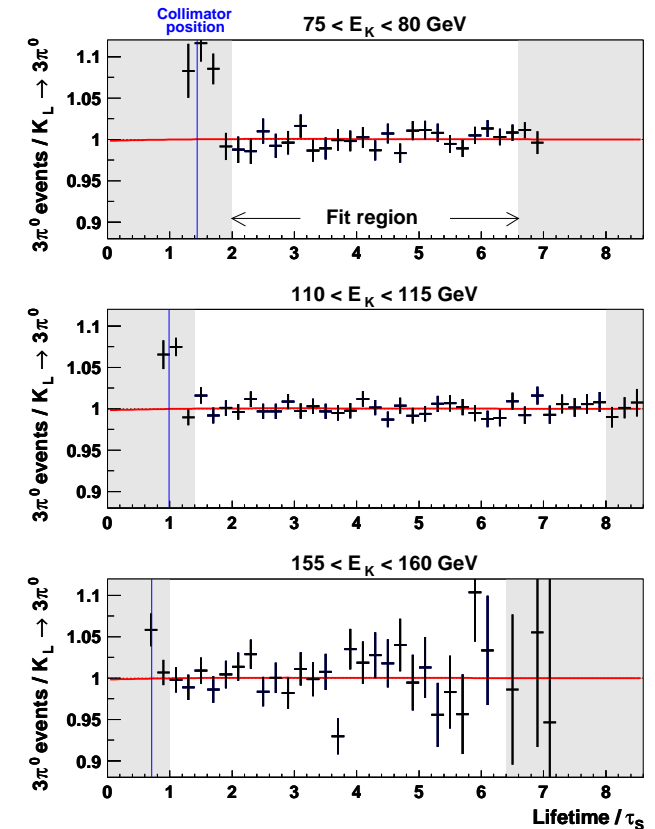 Collimator
position
75 < E_K < 80 GeV
3π⁰ events / K_L → 3π⁰
1.1
1.05
1
0.95
0.9
Fit region
0 1 2 3 4 5 6 7 8
110 < E_K < 115 GeV
3π⁰ events / K_L → 3π⁰
1.1
1.05
1
0.95
0.9
0 1 2 3 4 5 6 7 8
155 < E_K < 160 GeV
3π⁰ events / K_L → 3π⁰
1.1
1.05
1
0.95
0.9
0 1 2 3 4 5 6 7 8
Lifetime / τ_S